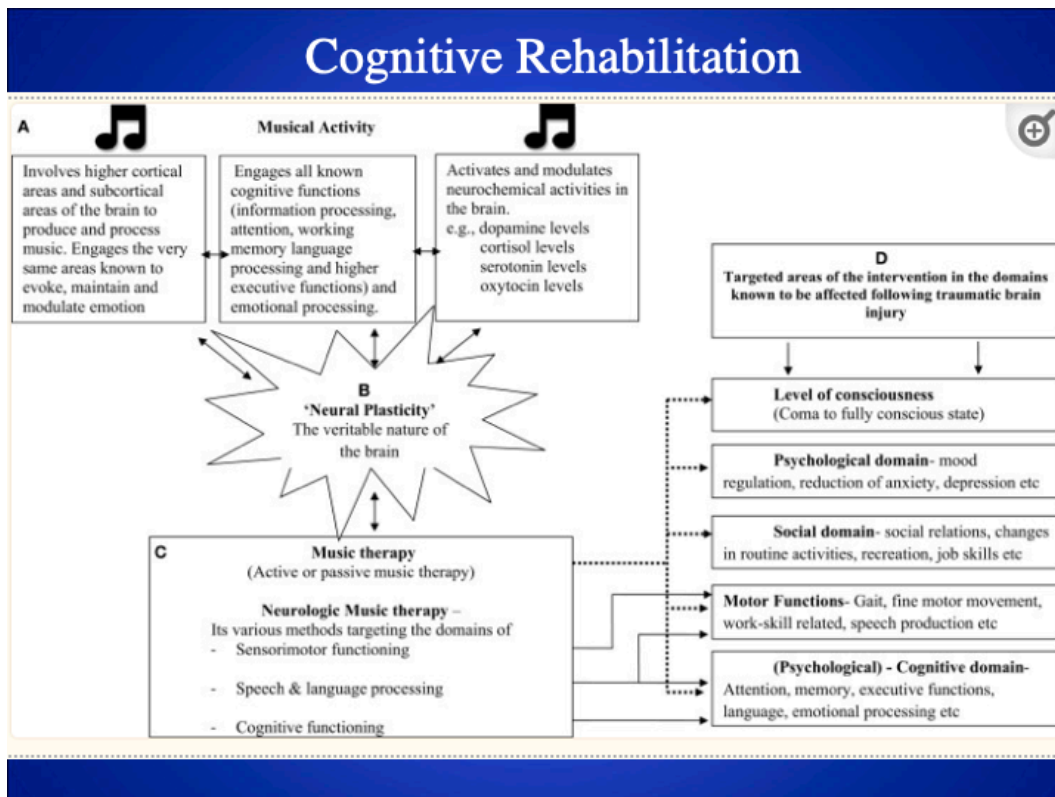 Cognitive Rehabilitation
A
Musical Activity
Involves higher cortical
areas and subcortical
areas of the brain to
produce and process
music. Engages the very
same areas known to
evoke, maintain and
modulate emotion
Engages all known
cognitive functions
(information processing,
attention, working
memory language
processing and higher
executive functions) and
emotional processing.
Activates and modulates
neurochemical activities in
the brain.
e.g., dopamine levels
cortisol levels
serotonin levels
oxytocin levels
B
'Neural Plasticity'
The veritable nature of
the brain
C
Music therapy
(Active or passive music therapy)
Neurologic Music therapy –
Its various methods targeting the domains of
- Sensorimotor functioning
- Speech & language processing
- Cognitive functioning
D
Targeted areas of the intervention in the domains
known to be affected following traumatic brain
injury
Level of consciousness
(Coma to fully conscious state)
Psychological domain- mood
regulation, reduction of anxiety, depression etc
Social domain- social relations, changes
in routine activities, recreation, job skills etc
Motor Functions- Gait, fine motor movement,
work-skill related, speech production etc
(Psychological) - Cognitive domain-
Attention, memory, executive functions,
language, emotional processing etc